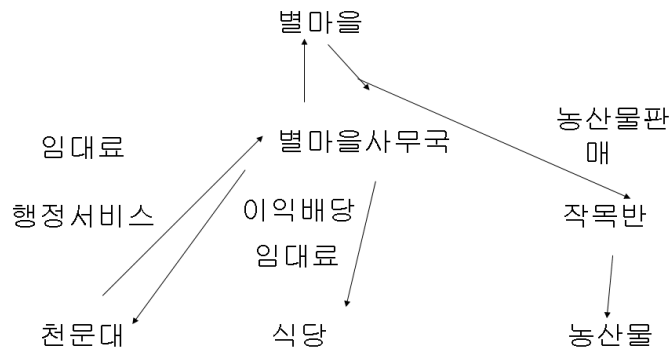 별마을
농산물판
매
임대료
별마을사무국
행정서비스
이익배당
임대료
작목반
천문대
식당
농산물